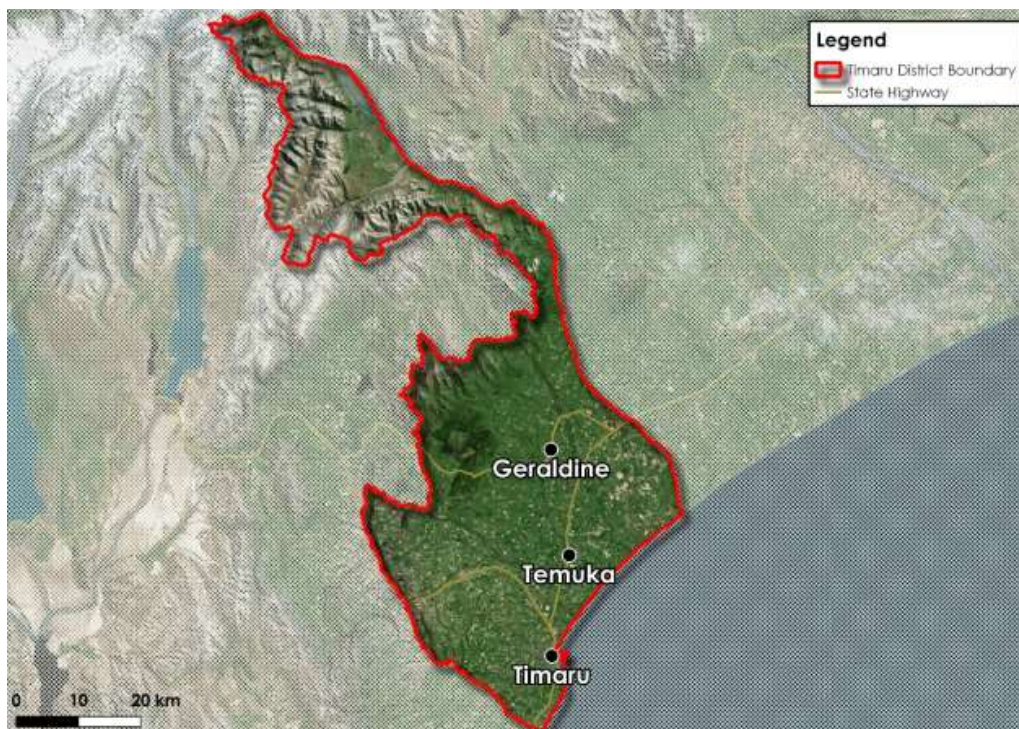 Legend
Timaru District Boundary
State Highway
Geraldine
Temuka
Timaru
0 10 20 km